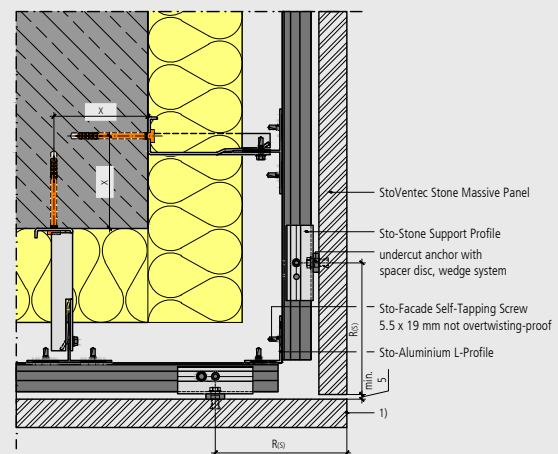 X
X
StoVentec Stone Massive Panel
Sto-Stone Support Profile
undercut anchor with
spacer disc, wedge system
Sto-Facade Self-Tapping Screw
5.5 x 19 mm not overtwisting-proof
R(S)
Sto-Aluminium L-Profile
min.
5
1)
R(S)